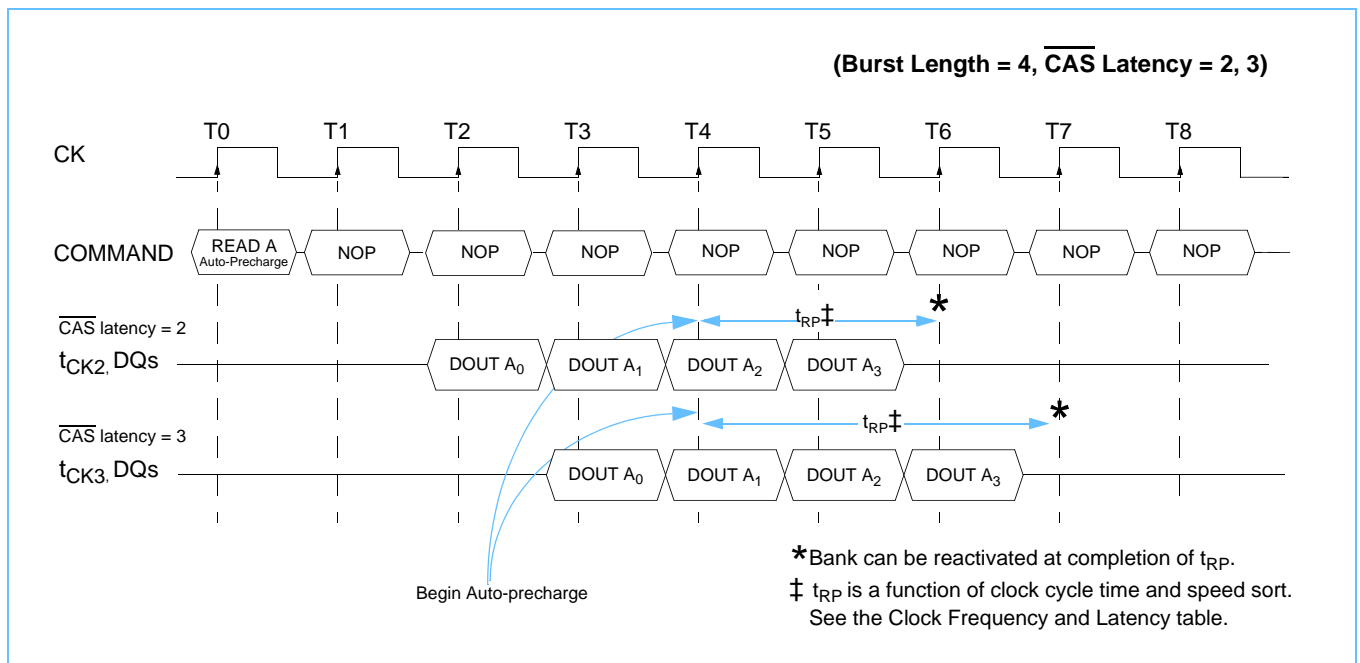 (Burst Length = 4, CAS Latency = 2, 3)
T0 T1 T2 T3 T4 T5 T6 T7 T8
CK
COMMAND
READ A
Auto-Precharge
NOP NOP NOP NOP NOP NOP NOP NOP
CAS latency = 2
tCK2, DQs
tRP‡
*
DOUT A0 DOUT A1 DOUT A2 DOUT A3
CAS latency = 3
tCK3, DQs
tRP‡
*
DOUT A0 DOUT A1 DOUT A2 DOUT A3
Begin Auto-precharge
*Bank can be reactivated at completion of tRP.
‡ tRP is a function of clock cycle time and speed sort.
See the Clock Frequency and Latency table.